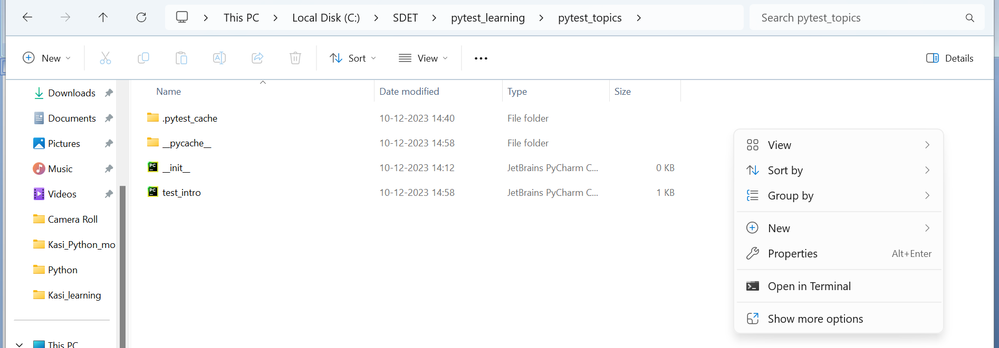 This PC > Local Disk (C:) > SDET > pytest_learning > pytest_topics >
Search pytest_topics
New
Sort
View
Details
Downloads
Documents
Pictures
Music
Videos
Camera Roll
Kasi_Python_mo
Python
Kasi_learning
This PC
Name Date modified Type Size
.pytest_cache 10-12-2023 14:40 File folder
__pycache__ 10-12-2023 14:58 File folder
__init__ 10-12-2023 14:12 JetBrains PyCharm C... 0 KB
test_intro 10-12-2023 14:58 JetBrains PyCharm C... 1 KB
View
Sort by
Group by
New
Properties Alt+Enter
Open in Terminal
Show more options